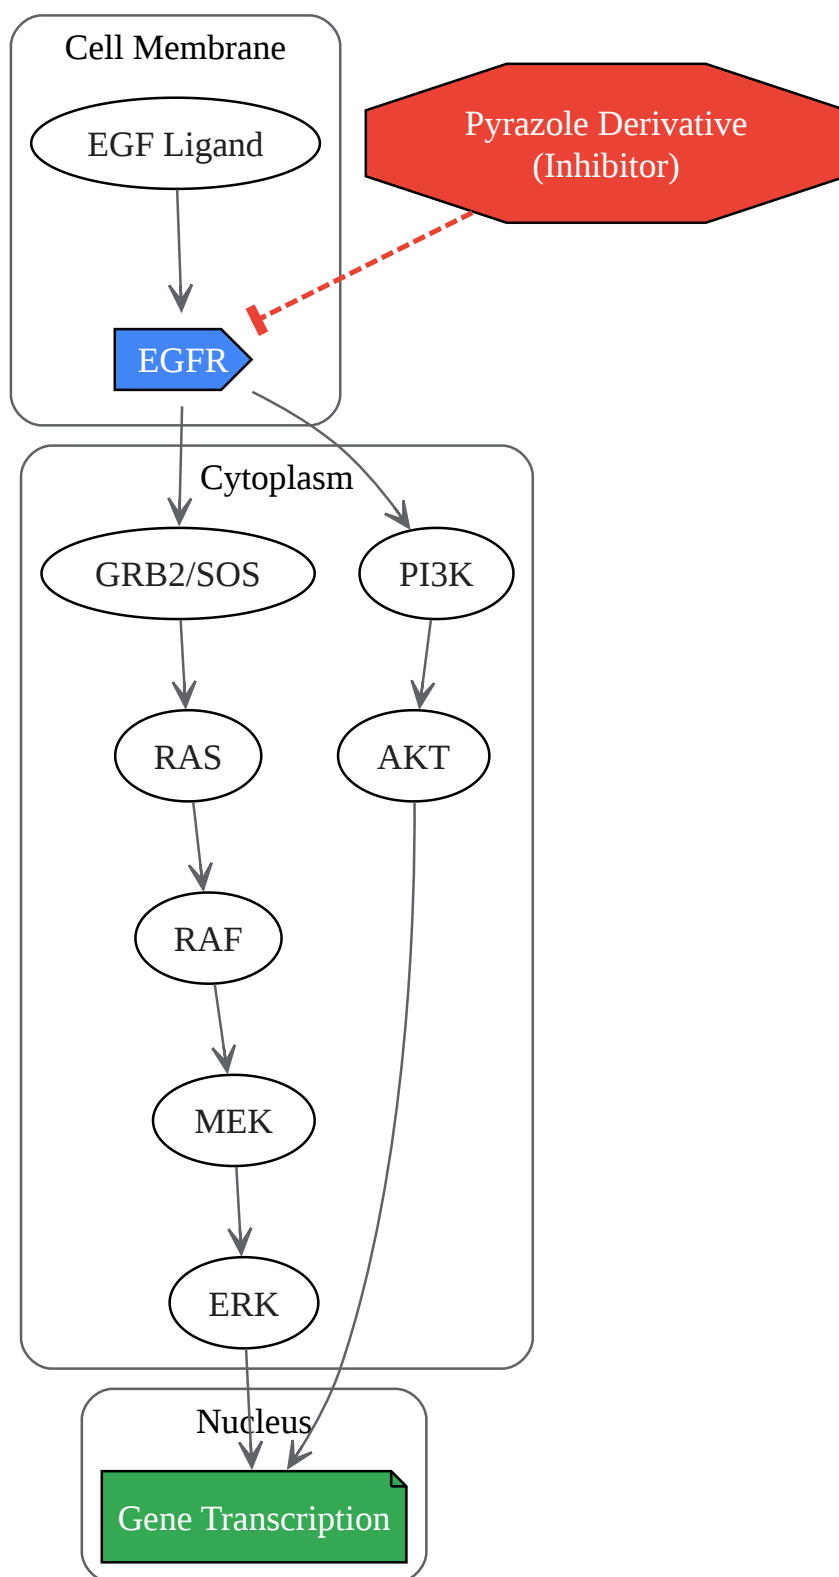 Cell Membrane
EGF Ligand
Pyrazole Derivative
(Inhibitor)
EGFR
Cytoplasm
GRB2/SOS
PI3K
RAS
AKT
RAF
MEK
ERK
Nucleus
Gene Transcription